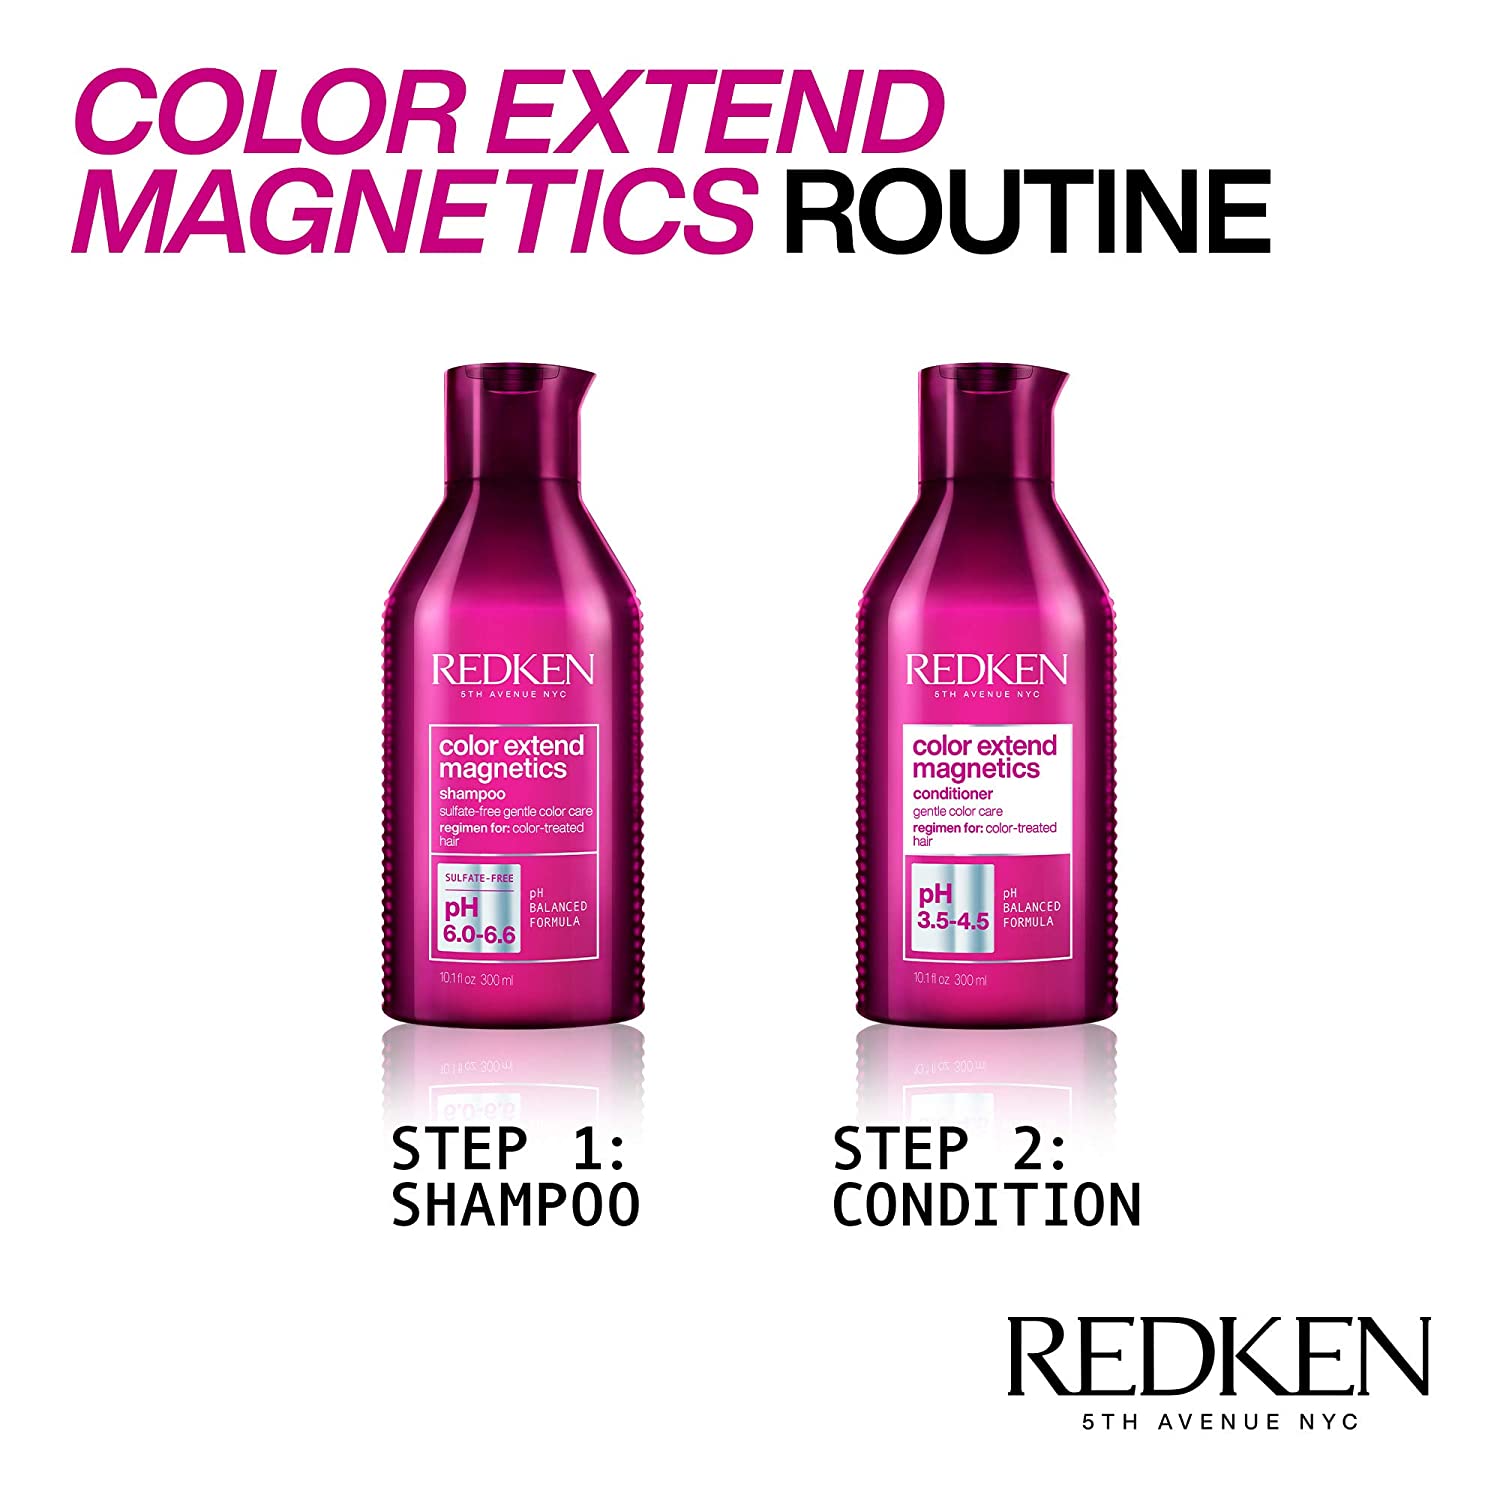 COLOR EXTEND
MAGNETICS ROUTINE
REDKEN
5TH AVENUE NYC
color extend
magnetics
shampoo
sulfate-free gentle color care
regimen for: color-treated
hair
SULFATE-FREE
pH
6.0-6.6
pH
BALANCED
FORMULA
10.1 fl oz 300 ml
REDKEN
5TH AVENUE NYC
color extend
magnetics
conditioner
gentle color care
regimen for: color-treated
hair
pH
3.5-4.5
pH
BALANCED
FORMULA
10.1 fl oz 300 ml
STEP 1:
SHAMPOO
STEP 2:
CONDITION
REDKEN
5TH AVENUE NYC